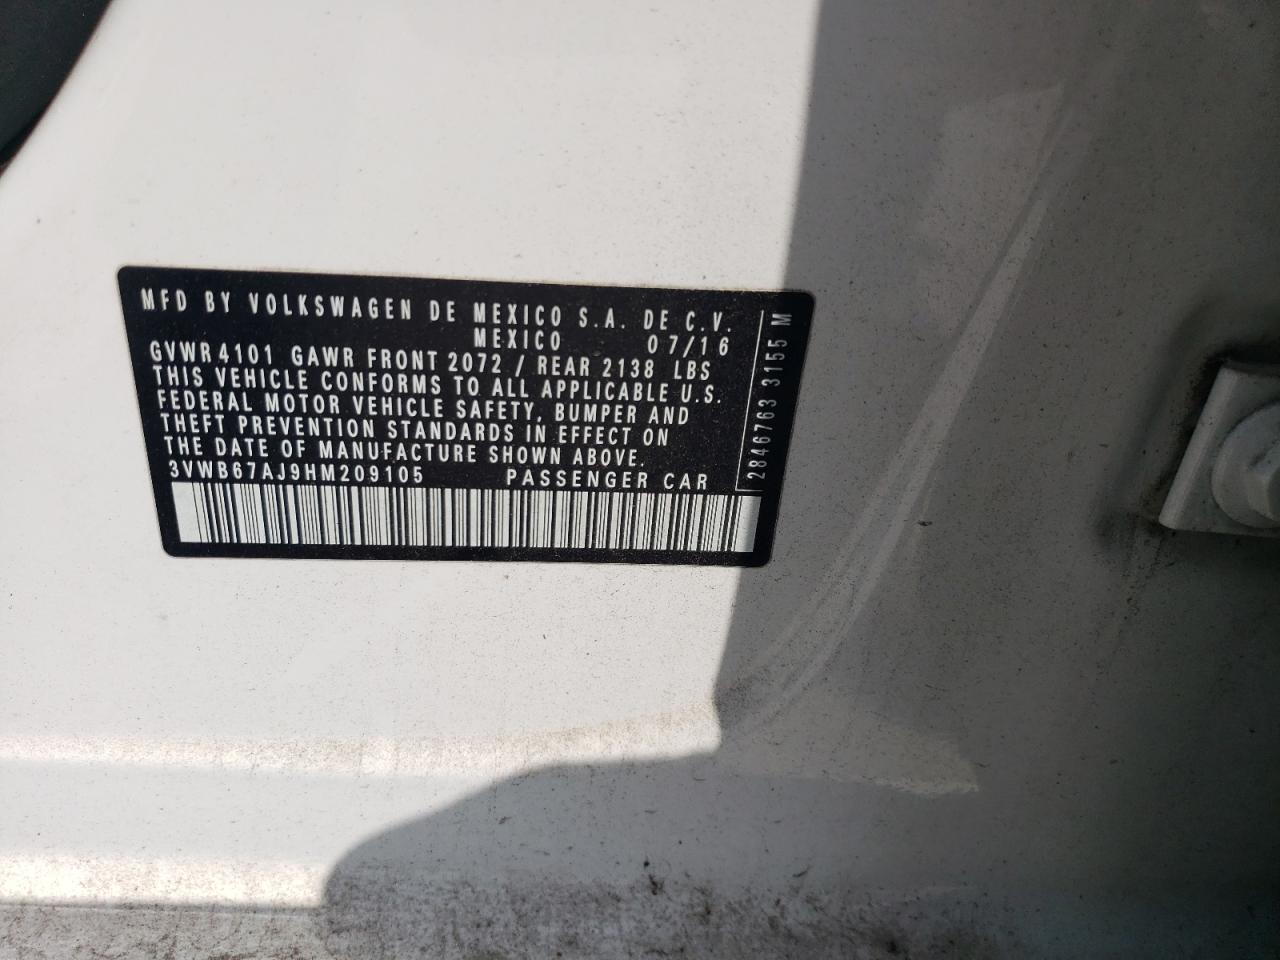 MFD BY VOLKSWAGEN DE MEXICO S.A. DE C.V.
MEXICO 07/16
GVWR 4101 GAWR FRONT 2072 / REAR 2138 LBS
THIS VEHICLE CONFORMS TO ALL APPLICABLE U.S.
FEDERAL MOTOR VEHICLE SAFETY, BUMPER AND
THEFT PREVENTION STANDARDS IN EFFECT ON
THE DATE OF MANUFACTURE SHOWN ABOVE.
3VWB67AJ9HM209105 PASSENGER CAR
2846763 3155 M